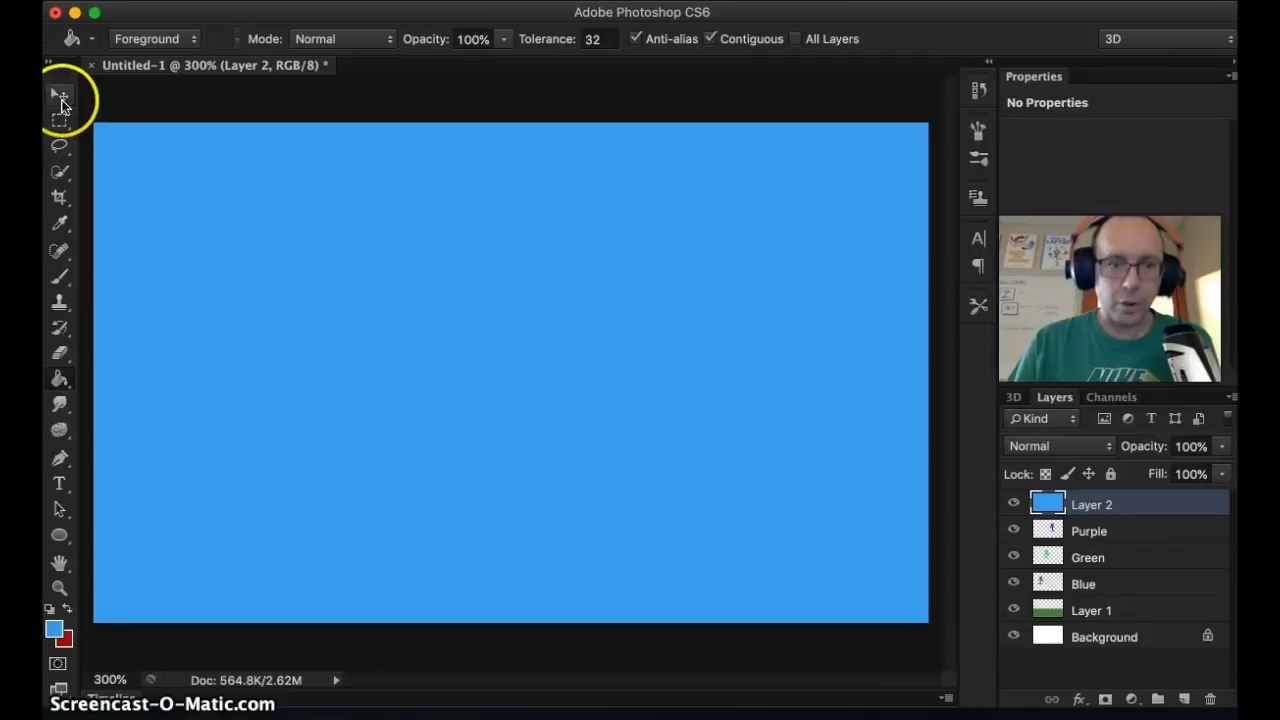 Adobe Photoshop CS6
Foreground Mode: Normal Opacity: 100% Tolerance: 32 Anti-alias Contiguous All Layers 3D
Untitled-1 @ 300% (Layer 2, RGB/8) *
Properties
No Properties
NIKE
3D Layers Channels
Kind
Normal Opacity: 100%
Lock: Fill: 100%
Layer 2
Purple
Green
Blue
Layer 1
Background
300% Doc: 564.8K/2.62M
Timeline
Screencast-O-Matic.com